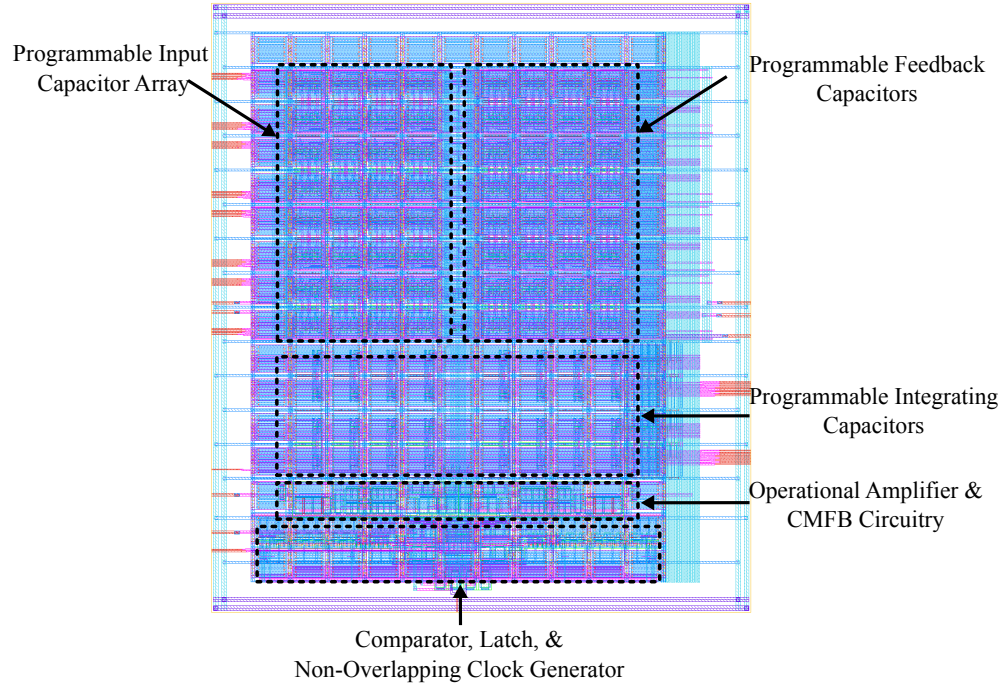 Programmable Input
Capacitor Array
Programmable Feedback
Capacitors
Programmable Integrating
Capacitors
Operational Amplifier &
CMFB Circuitry
Comparator, Latch, &
Non-Overlapping Clock Generator